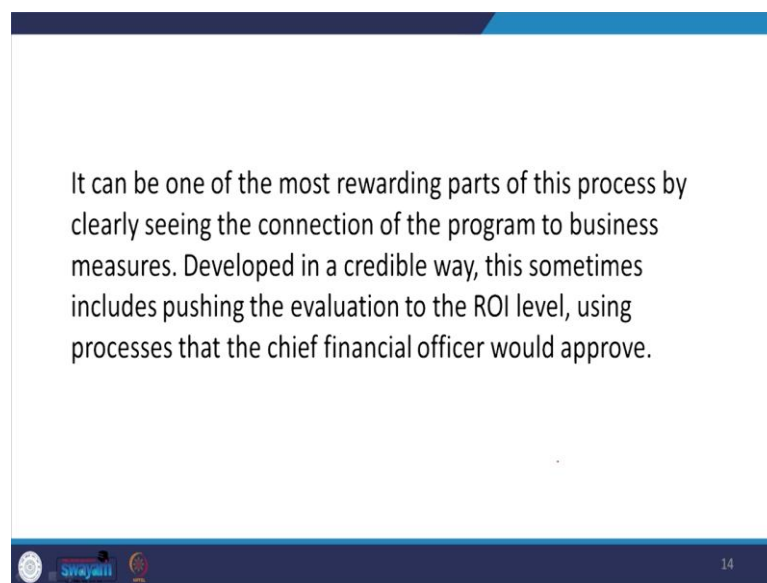 It can be one of the most rewarding parts of this process by
clearly seeing the connection of the program to business
measures. Developed in a credible way, this sometimes
includes pushing the evaluation to the ROI level, using
processes that the chief financial officer would approve.
swayam
14